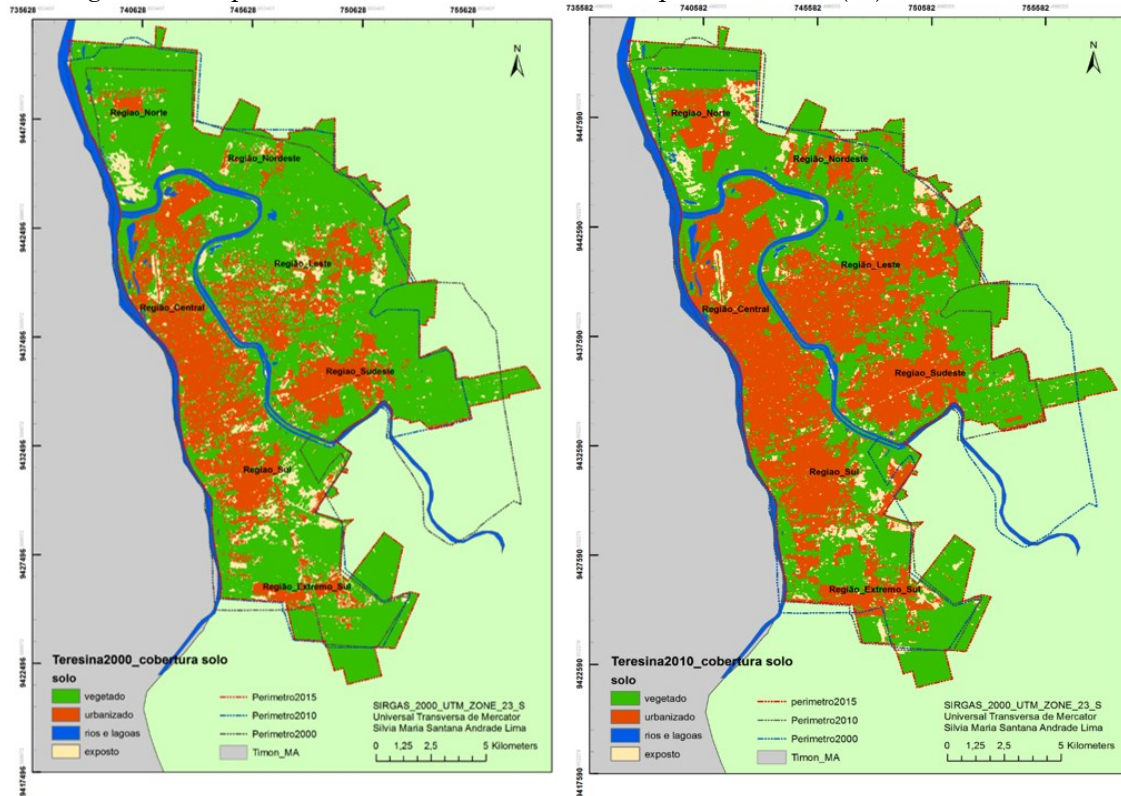 735628 740628 745628 750628 755628
N
Regiao_Norte
Região_Nordeste
Região_Leste
Região_Central
Regiao_Sudeste
Regiao_Sul
Região_Extremo_Sul
9447496
9442496
9437496
9432496
9427496
9422496
9417496
Teresina2000_cobertura solo
solo
vegetado
urbanizado
rios e lagoas
exposto
Perimetro2015
Perimetro2010
Perimetro2000
Timon_MA
SIRGAS_2000_UTM_ZONE_23_S
Universal Transversa de Mercator
Silvia Maria Santana Andrade Lima
0 1,25 2,5 5 Kilometers
735582 740582 745582 750582 755582
N
Regiao_Norte
Região_Nordeste
Região_Leste
Região_Central
Regiao_Sudeste
Regiao_Sul
Região_Extremo_Sul
9447590
9442590
9437590
9432590
9427590
9422590
9417590
Teresina2010_cobertura solo
solo
vegetado
urbanizado
rios e lagoas
exposto
perimetro2015
Perimetro2010
Perimetro2000
Timon_MA
SIRGAS_2000_UTM_ZONE_23_S
Universal Transversa de Mercator
Silvia Maria Santana Andrade Lima
0 1,25 2,5 5 Kilometers